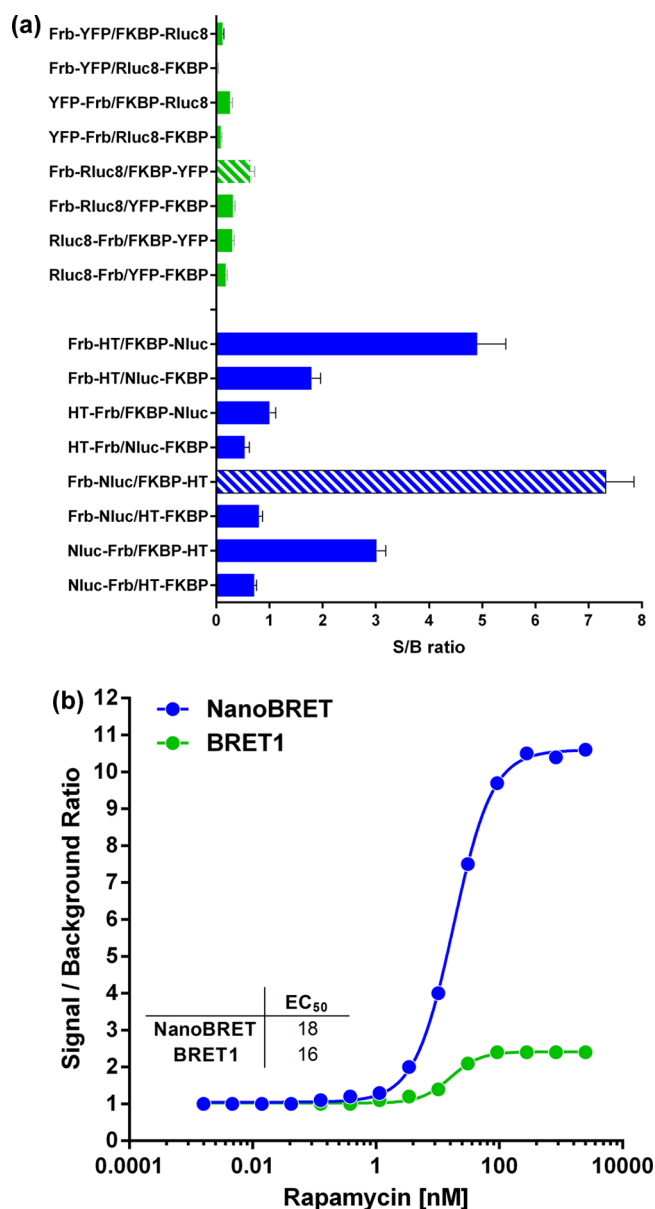 (a)
Frb-YFP/FKBP-Rluc8
Frb-YFP/Rluc8-FKBP
YFP-Frb/FKBP-Rluc8
YFP-Frb/Rluc8-FKBP
Frb-Rluc8/FKBP-YFP
Frb-Rluc8/YFP-FKBP
Rluc8-Frb/FKBP-YFP
Rluc8-Frb/YFP-FKBP
Frb-HT/FKBP-Nluc
Frb-HT/Nluc-FKBP
HT-Frb/FKBP-Nluc
HT-Frb/Nluc-FKBP
Frb-Nluc/FKBP-HT
Frb-Nluc/HT-FKBP
Nluc-Frb/FKBP-HT
Nluc-Frb/HT-FKBP
0 1 2 3 4 5 6 7 8
S/B ratio
(b)
NanoBRET
BRET1
Signal / Background Ratio
12
11
10
9
8
7
6
5
4
3
2
1
0
EC50
NanoBRET 18
BRET1 16
0.0001 0.01 1 100 10000
Rapamycin [nM]